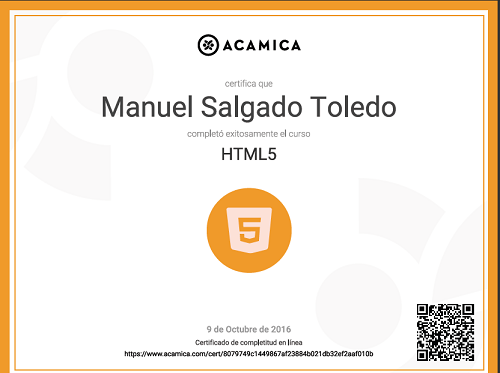 ACAMICA
certifica que
Manuel Salgado Toledo
completó exitosamente el curso
HTML5
5
9 de Octubre de 2016
Certificado de completitud en línea
https://www.acamica.com/cert/8079749c1449867af23884b021db32ef2aaf010b